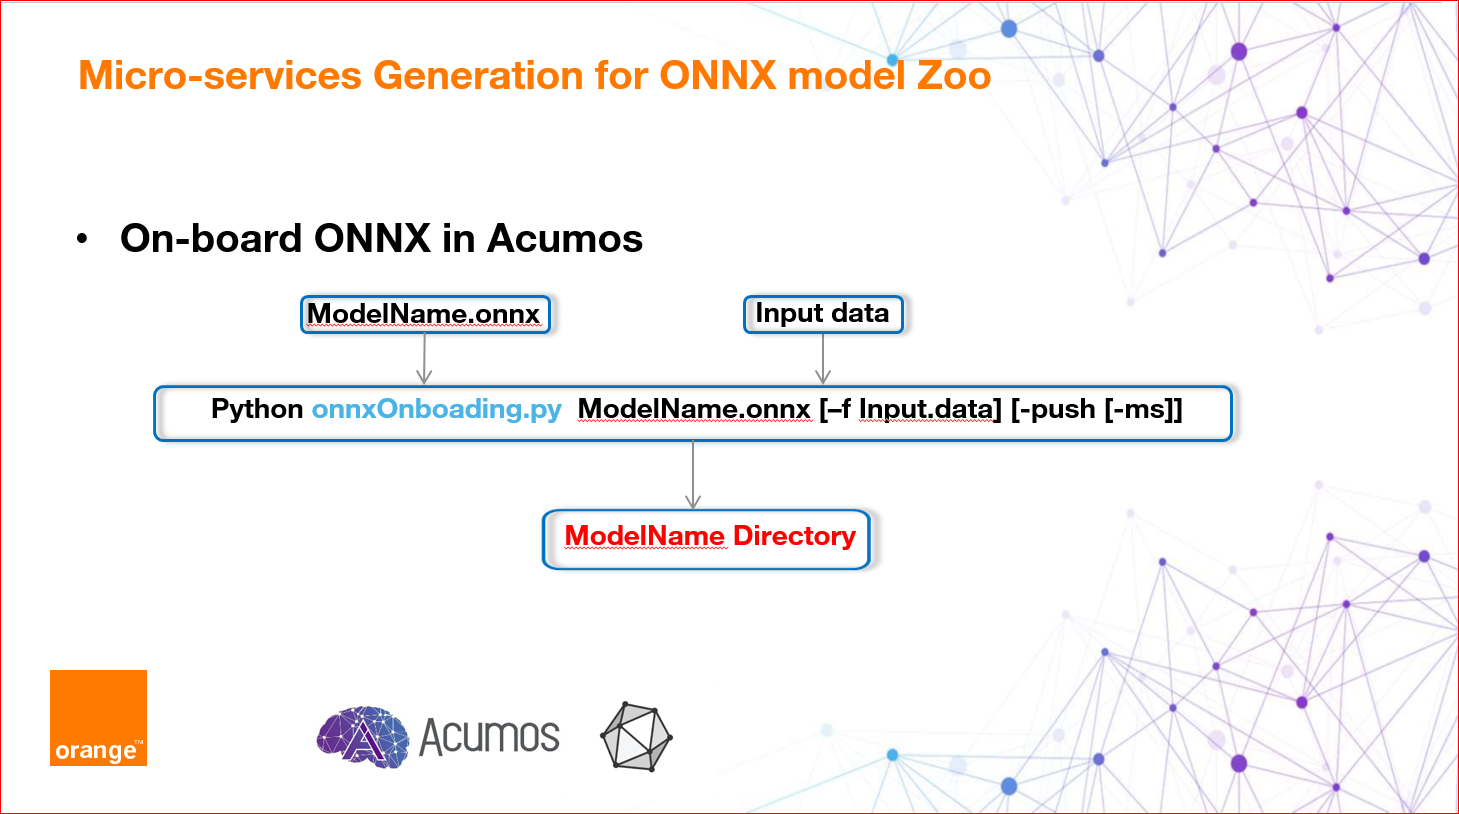 Micro-services Generation for ONNX model Zoo
• On-board ONNX in Acumos
ModelName.onnx
Input data
Python onnxOnboading.py ModelName.onnx [–f Input.data] [-push [-ms]]
ModelName Directory
orange™
Acumos